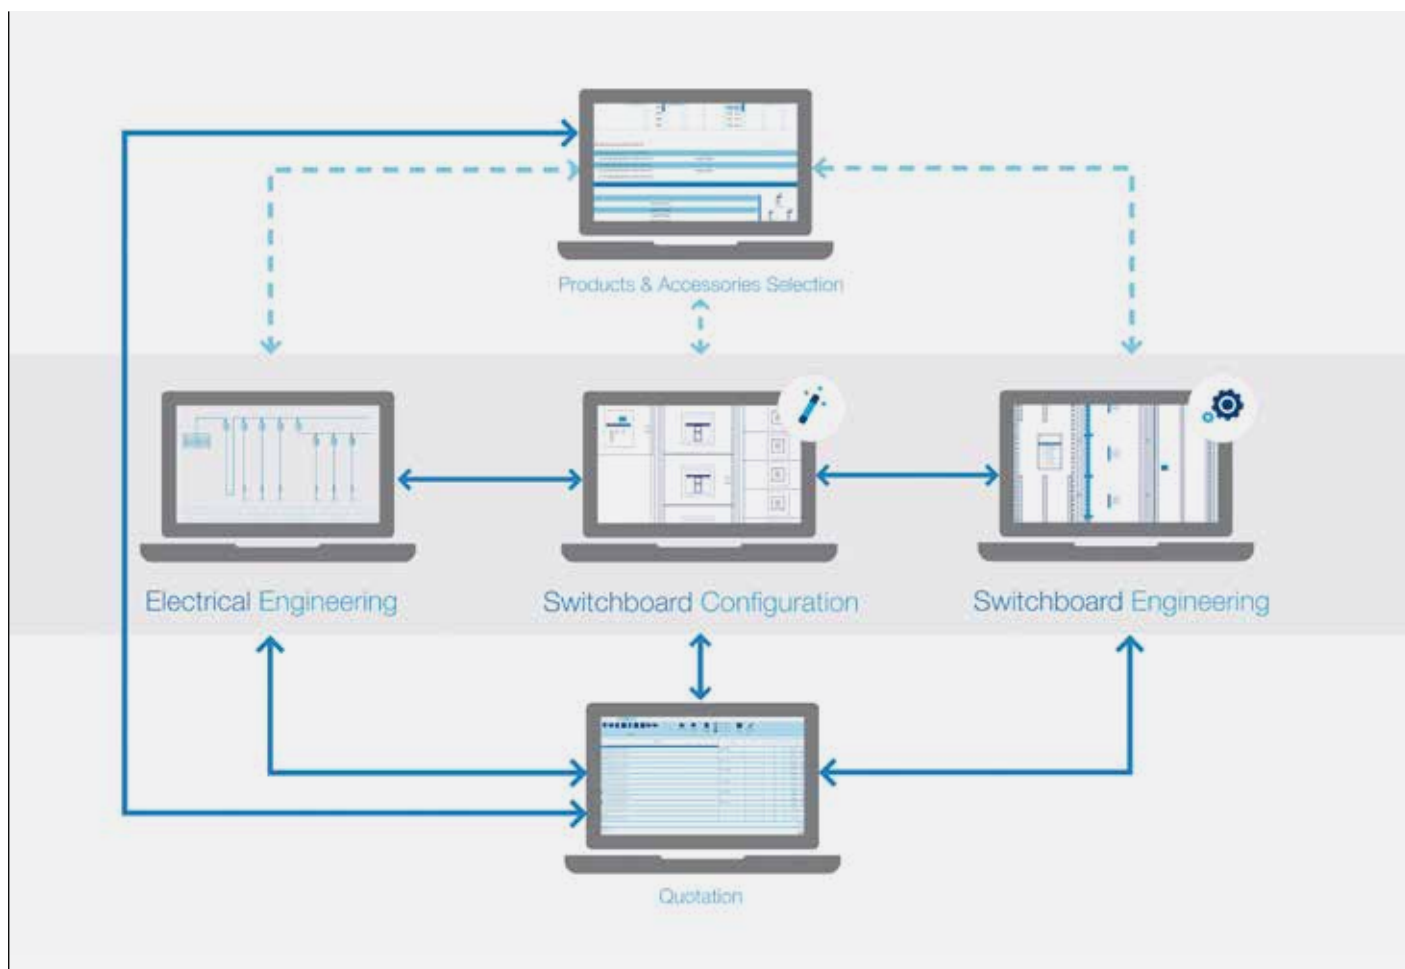 Products & Accessories Selection
Electrical Engineering
Switchboard Configuration
Switchboard Engineering
Quotation